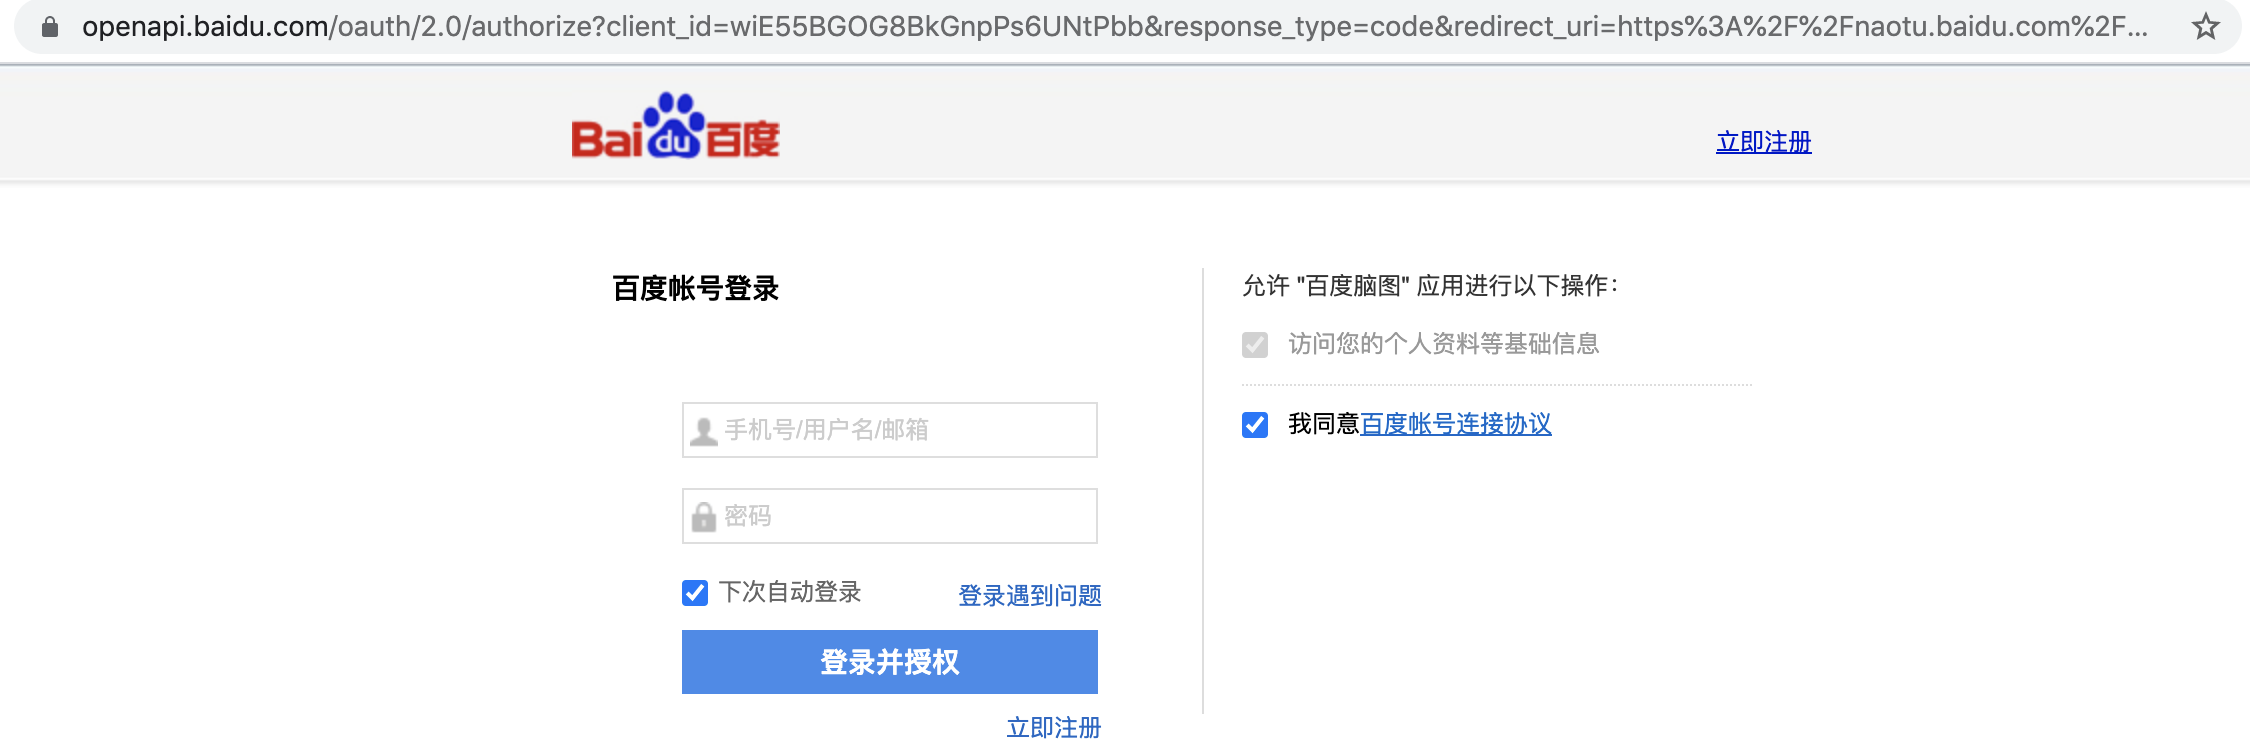 openapi.baidu.com/oauth/2.0/authorize?client_id=wiE55BGOG8BkGnpPs6UNtPbb&response_type=code&redirect_uri=https%3A%2F%2Fnaotu.baidu.com%2F...
Baidu百度
立即注册
百度帐号登录
手机号/用户名/邮箱
密码
下次自动登录
登录遇到问题
登录并授权
立即注册
允许 "百度脑图" 应用进行以下操作：
访问您的个人资料等基础信息
我同意百度帐号连接协议